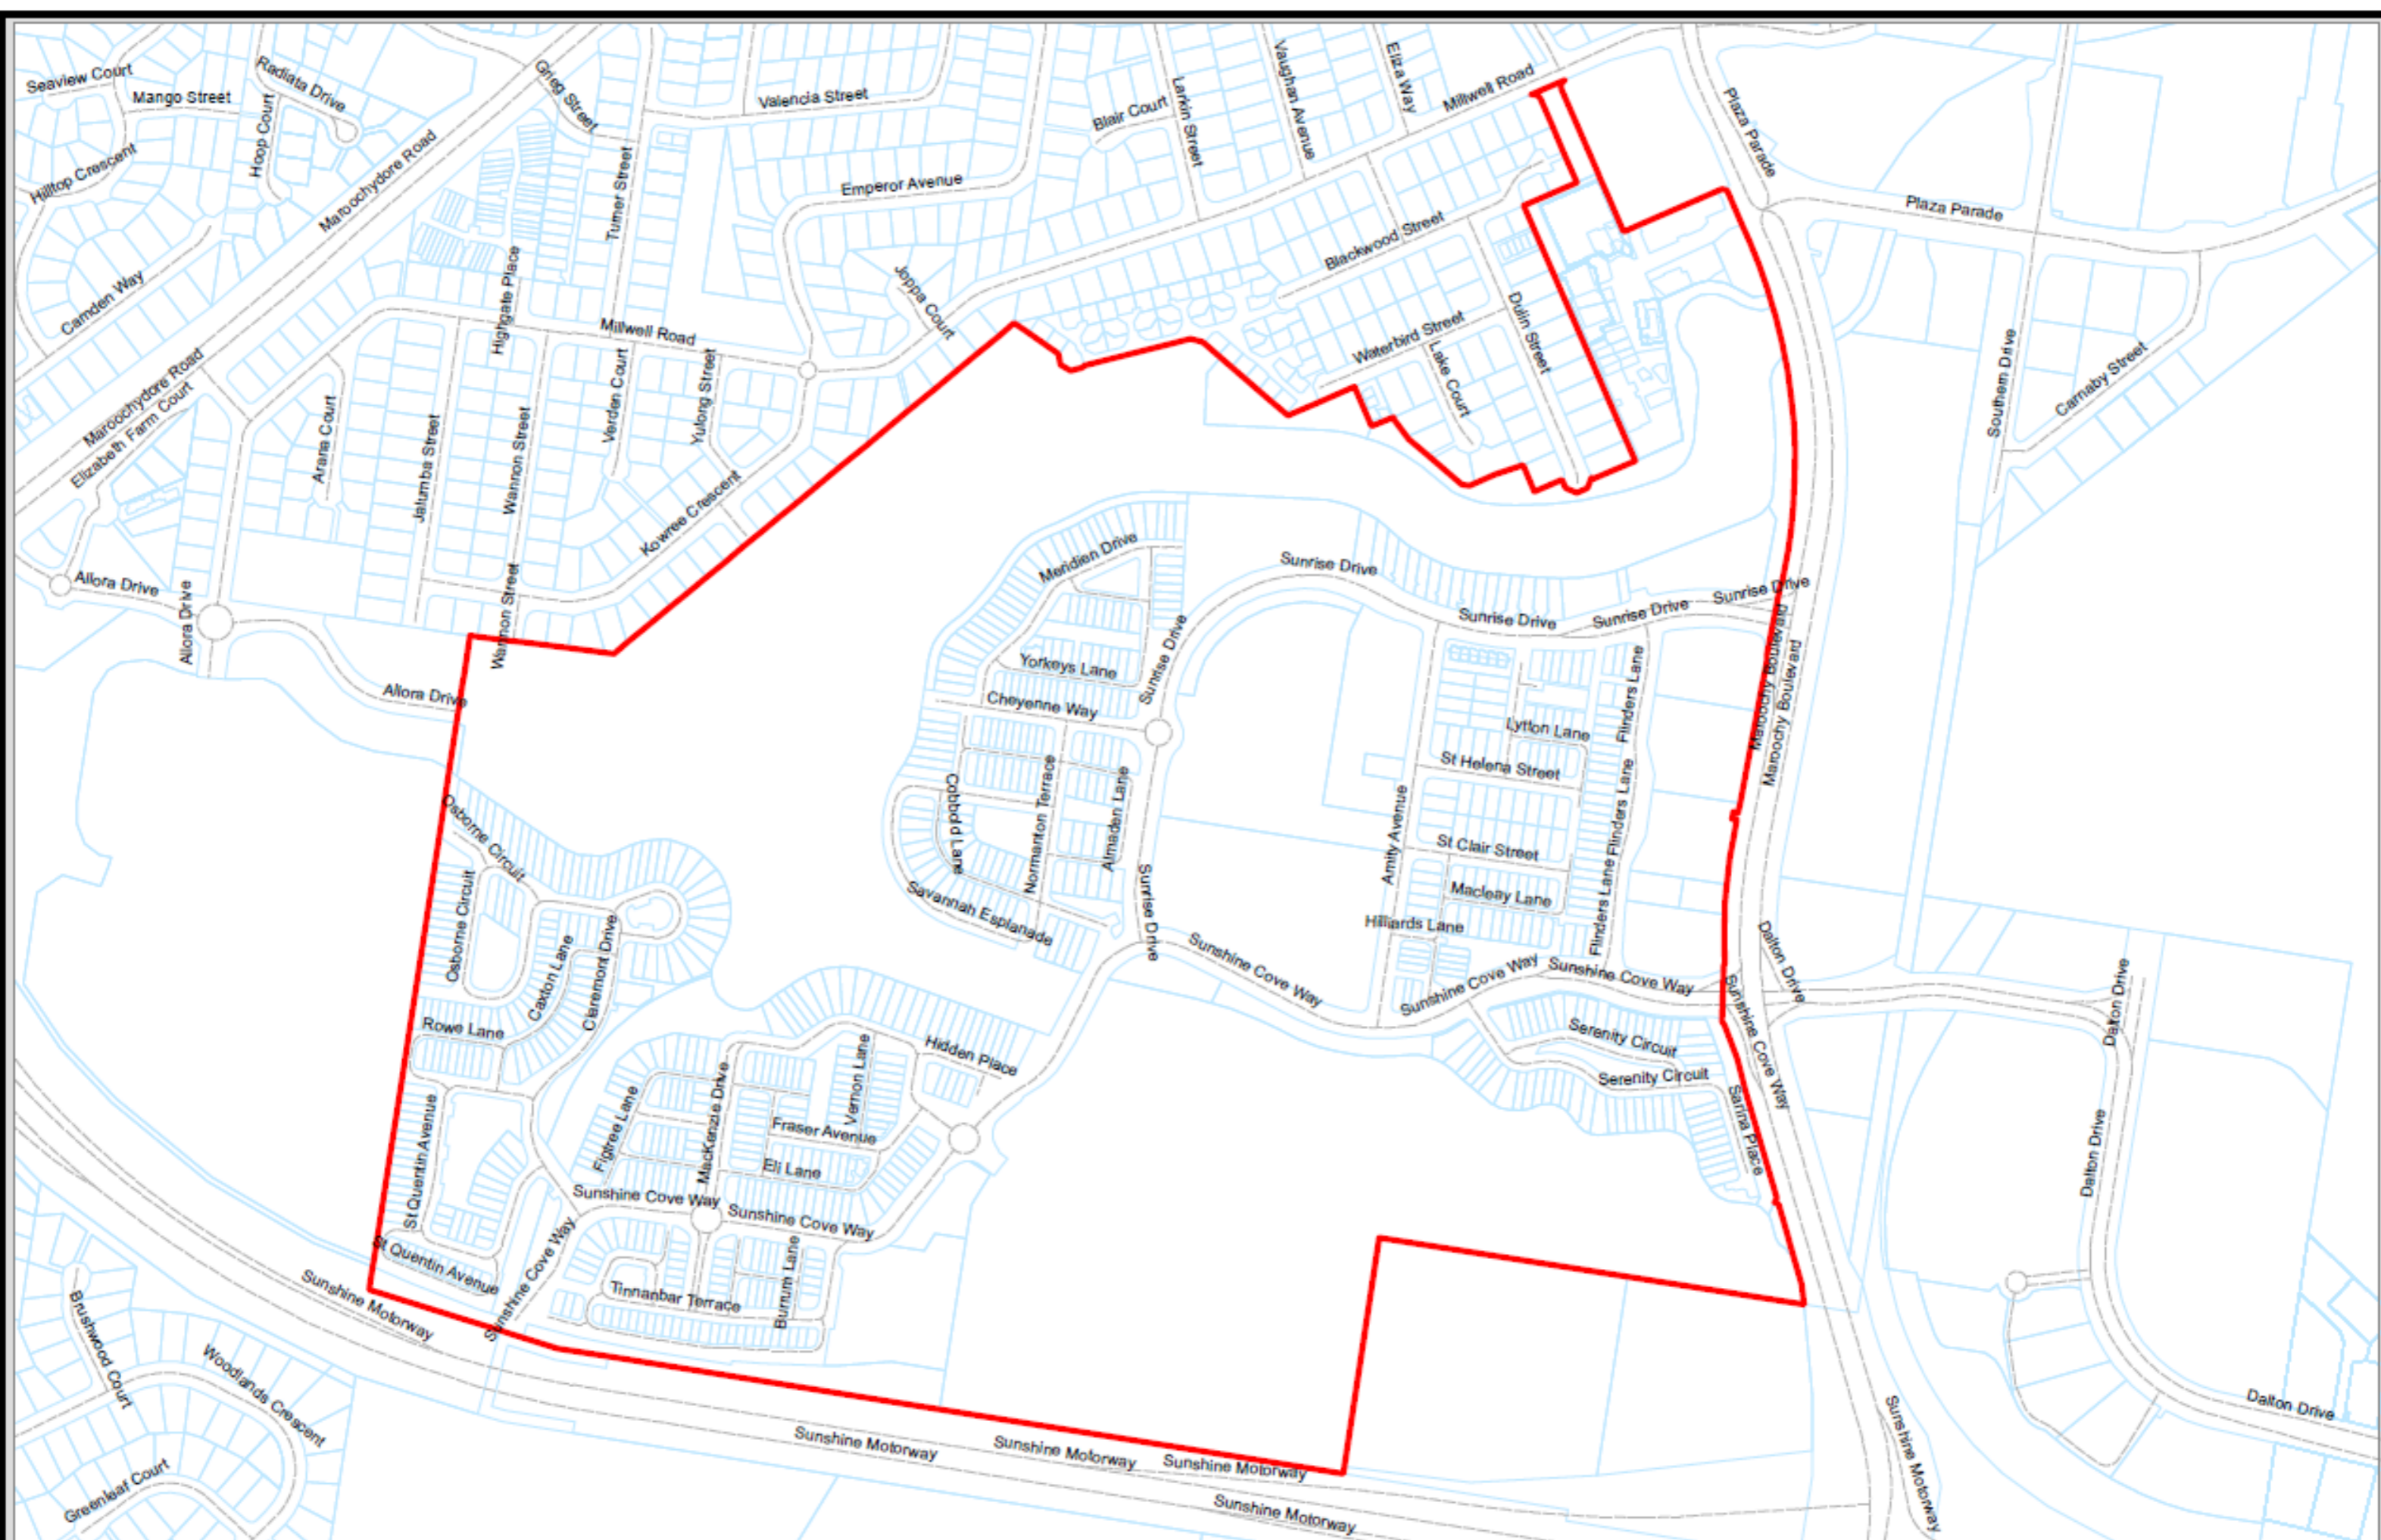 Seaview Court
Mango Street
Radiata Drive
Hoop Court
Hilltop Crescent
Camden Way
Maroochydore Road
Maroochydore Road
Elizabeth Farm Court
Grieg Street
Turner Street
Valencia Street
Emperor Avenue
Blair Court
Larkin Street
Vaughan Avenue
Eliza Way
Millwell Road
Plaza Parade
Plaza Parade
Highgate Place
Millwell Road
Joppa Court
Blackwood Street
Waterbird Street
Lake Court
Dulin Street
Southern Drive
Carnaby Street
Arana Court
Jalumba Street
Wannon Street
Verden Court
Yulong Street
Kowree Crescent
Wannon Street
Allora Drive
Allora Drive
Allora Drive
Meridien Drive
Sunrise Drive
Sunrise Drive
Sunrise Drive
Sunrise Drive
Sunrise Drive
Yorkeys Lane
Cheyenne Way
Maroochy Boulevard
Maroochy Boulevard
Flinders Lane
Lytton Lane
St Helena Street
Flinders Lane
Amity Avenue
St Clair Street
Macleay Lane
Hilliards Lane
Flinders Lane
Cobbold Lane
Normanton Terrace
Almaden Lane
Savannah Esplanade
Sunrise Drive
Sunshine Cove Way
Sunshine Cove Way
Sunshine Cove Way
Dalton Drive
Sunshine Cove Way
Osborne Circuit
Osborne Circuit
Caxton Lane
Claremont Drive
Rowe Lane
Serenity Circuit
Serenity Circuit
Sarina Place
Dalton Drive
Dalton Drive
Dalton Drive
Hidden Place
Vernon Lane
MacKenzie Drive
Figtree Lane
Fraser Avenue
Eli Lane
St Quentin Avenue
St Quentin Avenue
Sunshine Cove Way
Sunshine Cove Way
Sunshine Cove Way
Tinnanbar Terrace
Burrum Lane
Sunshine Motorway
Brushwood Court
Woodlands Crescent
Greenleaf Court
Sunshine Motorway
Sunshine Motorway
Sunshine Motorway
Sunshine Motorway
Sunshine Motorway